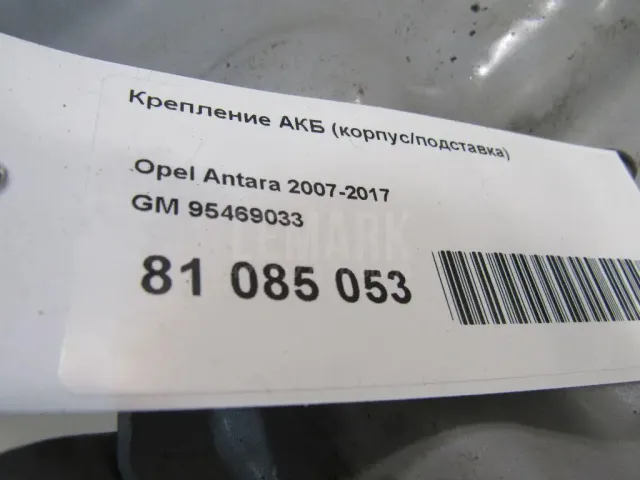 Крепление АКБ (корпус/подставка)
Opel Antara 2007-2017
GM 95469033
81 085 053